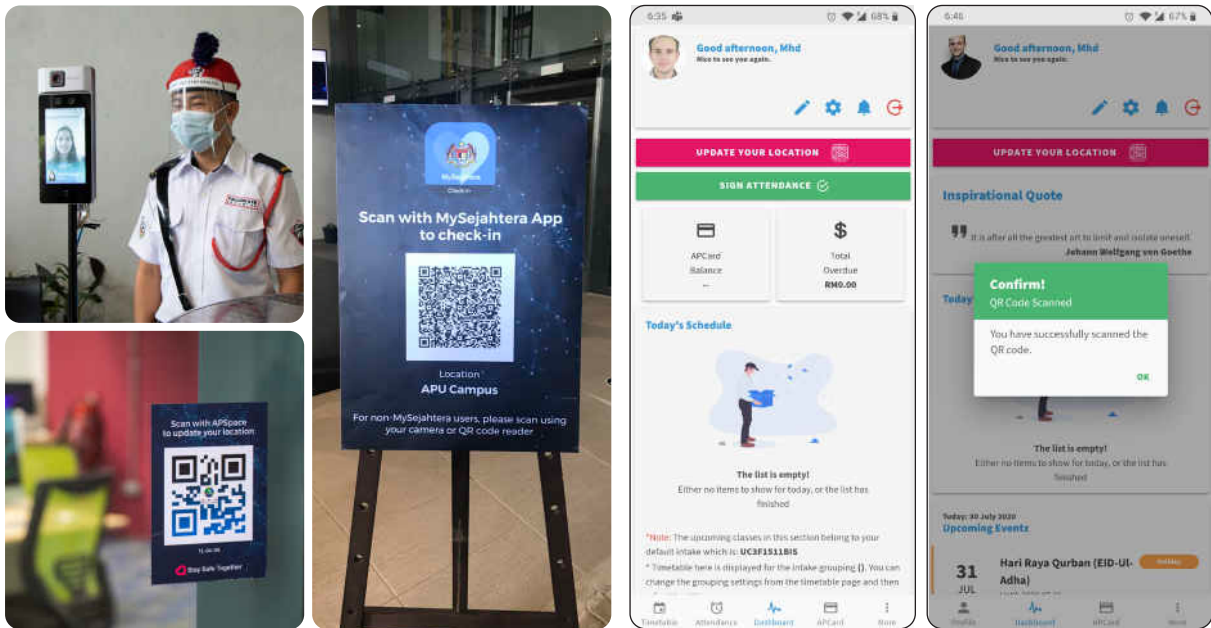 Scan with APSpace
to update your location
Stay Safe Together
MySejahtera
Check-in
Scan with MySejahtera App
to check-in
Location
APU Campus
For non-MySejahtera users, please scan using
your camera or QR code reader
6:35
68%
Good afternoon, Mhd
Nice to see you again.
UPDATE YOUR LOCATION
SIGN ATTENDANCE
APCard
Balance
--
$
Total
Overdue
RM0.00
Today's Schedule
The list is empty!
Either no items to show for today, or the list has
finished
*Note: The upcoming classes in this section belong to your
default intake which is: UC3F1511BIS
* Timetable here is displayed for the intake grouping (). You can
change the grouping settings from the timetable page and then
Timetable
Attendance
Dashboard
APCard
More
6:46
67%
Good afternoon, Mhd
Nice to see you again.
UPDATE YOUR LOCATION
Inspirational Quote
It is after all the greatest art to limit and isolate oneself.
Johann Wolfgang von Goethe
Today
Confirm!
QR Code Scanned
You have successfully scanned the
QR code.
OK
The list is empty!
Either no items to show for today, or the list has
finished
Today: 30 July 2020
Upcoming Events
31
JUL
Hari Raya Qurban (EID-Ul-
Adha)
Holiday
Profile
Dashboard
APCard
More